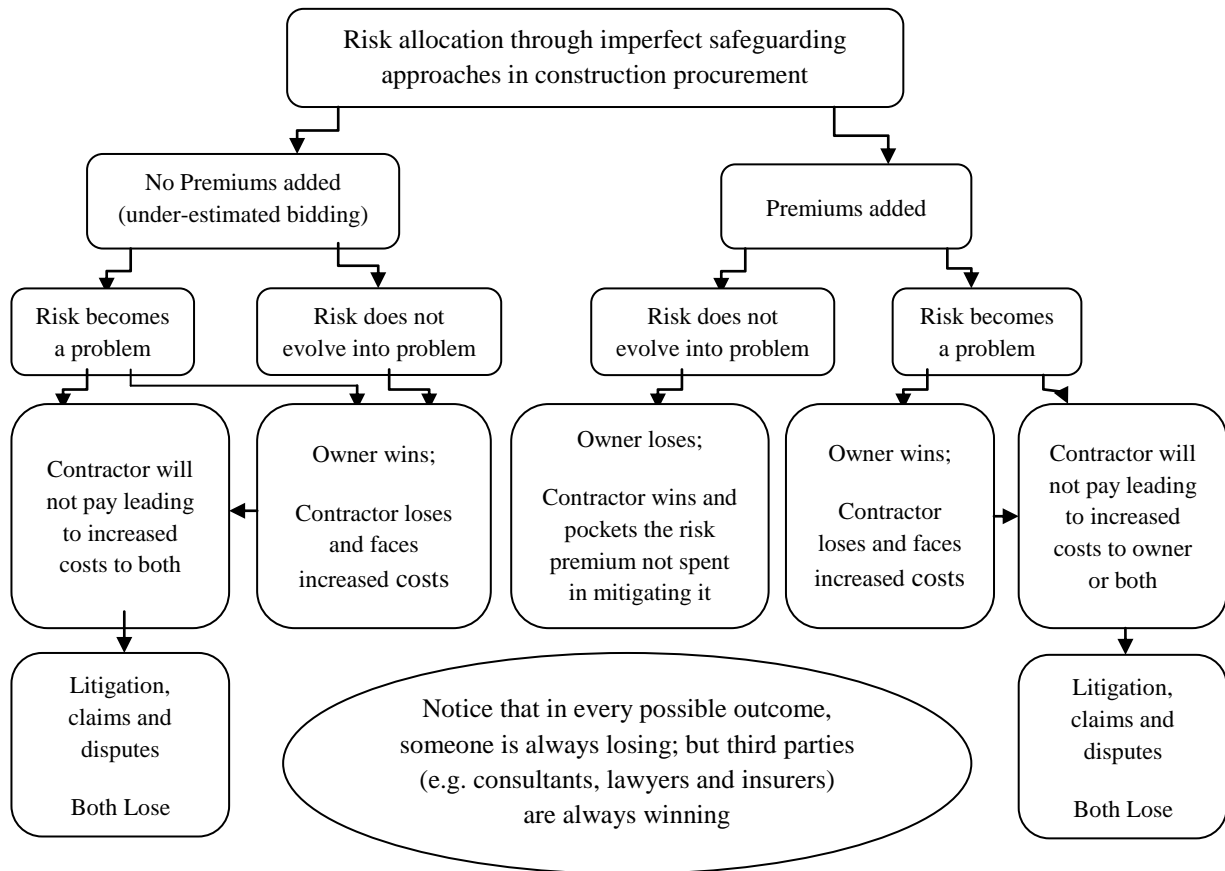 Risk allocation through imperfect safeguarding
approaches in construction procurement
No Premiums added
(under-estimated bidding)
Premiums added
Risk becomes
a problem
Risk does not
evolve into problem
Risk does not
evolve into problem
Risk becomes
a problem
Contractor will
not pay leading
to increased
costs to both
Owner wins;
Contractor loses
and faces
increased costs
Owner loses;
Contractor wins and
pockets the risk
premium not spent
in mitigating it
Owner wins;
Contractor
loses and faces
increased costs
Contractor will
not pay leading
to increased
costs to owner
or both
Litigation,
claims and
disputes
Both Lose
Notice that in every possible outcome,
someone is always losing; but third parties
(e.g. consultants, lawyers and insurers)
are always winning
Litigation,
claims and
disputes
Both Lose